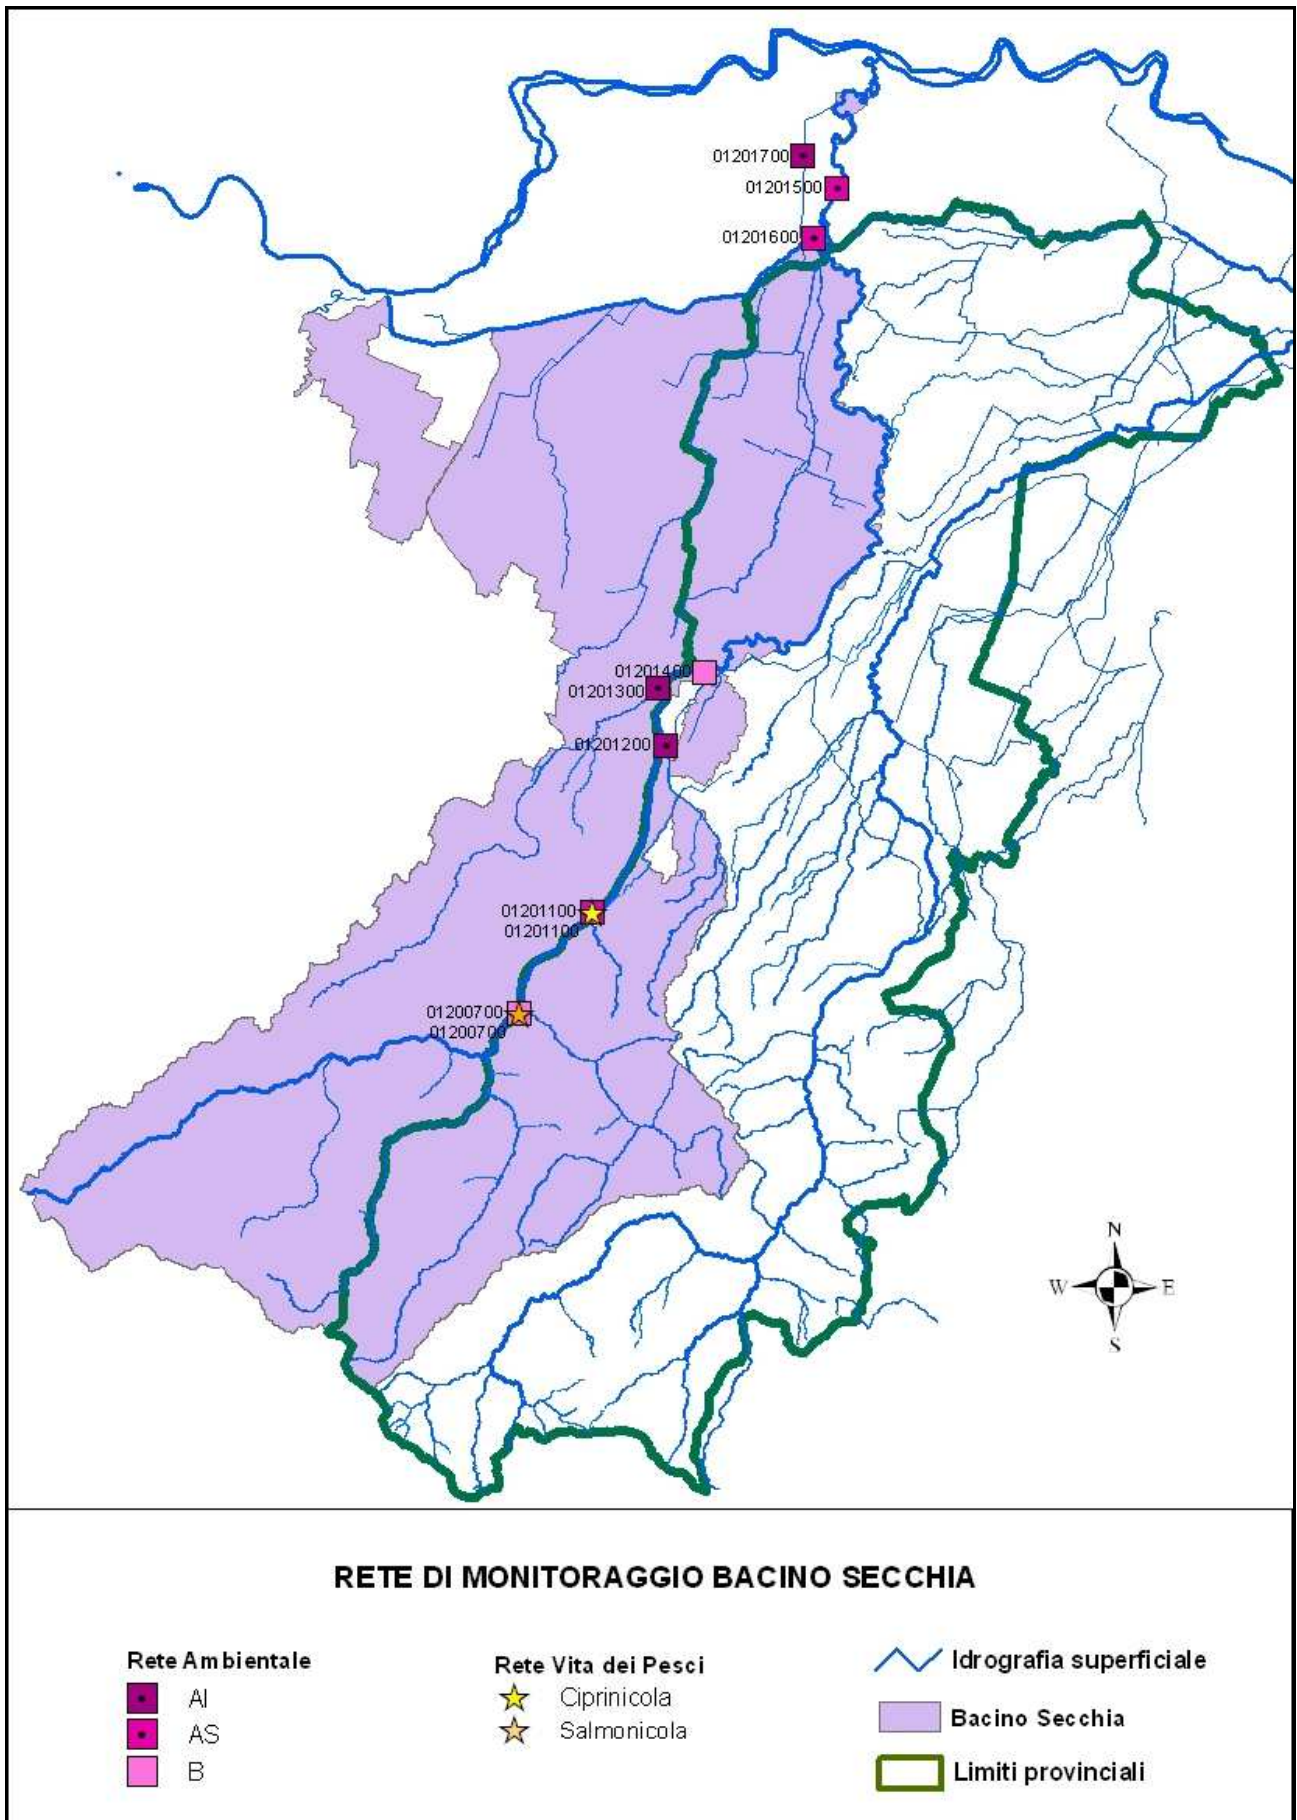 01201700
01201500
01201600
01201400
01201300
01201200
01201100
01201100
01200700
01200700
N
W E
S
RETE DI MONITORAGGIO BACINO SECCHIA
Rete Ambientale
AI
AS
B
Rete Vita dei Pesci
Ciprinicola
Salmonicola
Idrografia superficiale
Bacino Secchia
Limiti provinciali